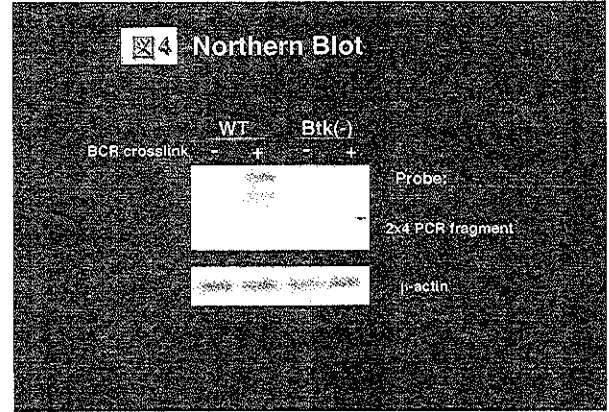 図4 Northern Blot
WT Btk(-)
BCR crosslink - + - +
Probe:
2x4 PCR fragment
β-actin